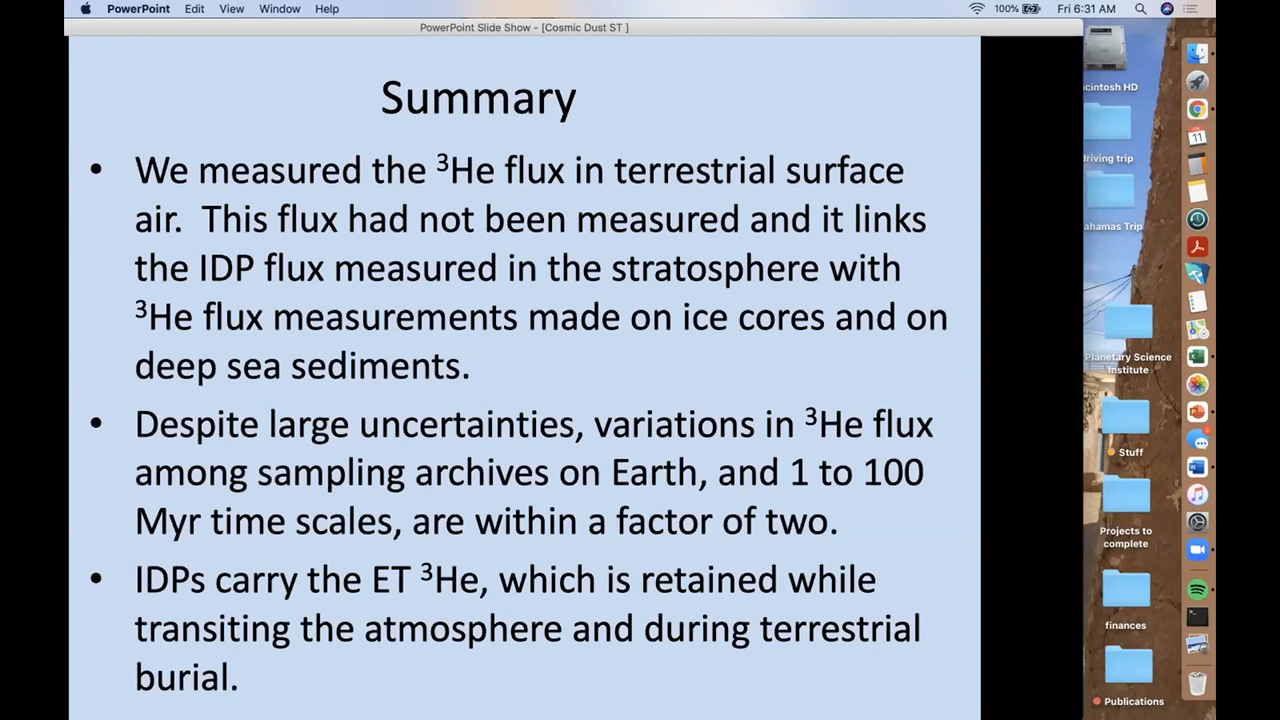 PowerPoint Edit View Window Help 100% Fri 6:31 AM
PowerPoint Slide Show - [Cosmic Dust ST ]
Summary
• We measured the ³He flux in terrestrial surface
air. This flux had not been measured and it links
the IDP flux measured in the stratosphere with
³He flux measurements made on ice cores and on
deep sea sediments.
• Despite large uncertainties, variations in ³He flux
among sampling archives on Earth, and 1 to 100
Myr time scales, are within a factor of two.
• IDPs carry the ET ³He, which is retained while
transiting the atmosphere and during terrestrial
burial.
acintosh HD
driving trip
ahamas Trip
Planetary Science
Institute
Stuff
Projects to
complete
finances
Publications
11